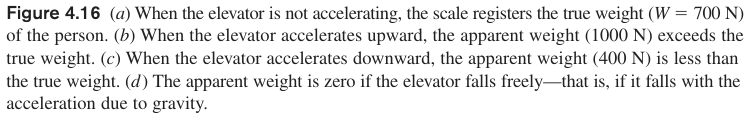 Figure 4.16 (a) When the elevator is not accelerating, the scale registers the true weight (W = 700 N)
of the person. (b) When the elevator accelerates upward, the apparent weight (1000 N) exceeds the
true weight. (c) When the elevator accelerates downward, the apparent weight (400 N) is less than
the true weight. (d) The apparent weight is zero if the elevator falls freely—that is, if it falls with the
acceleration due to gravity.